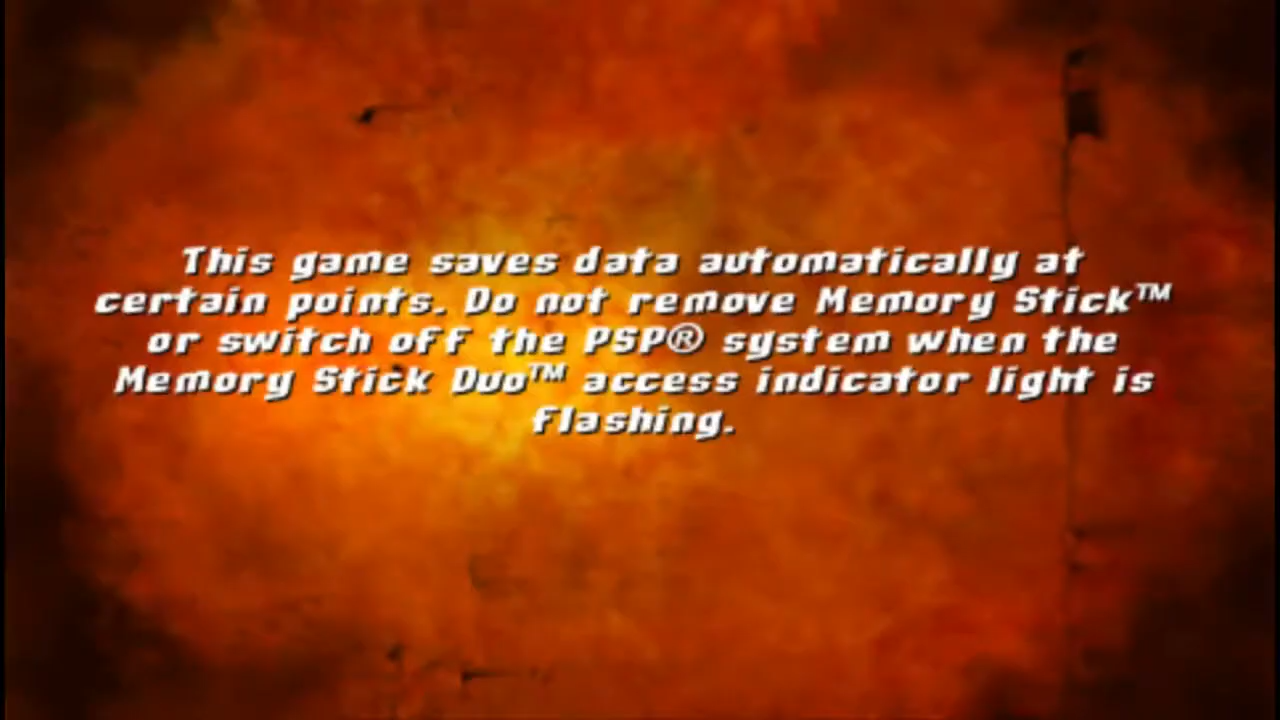 This game saves data automatically at
certain points. Do not remove Memory Stick™
or switch off the PSP® system when the
Memory Stick Duo™ access indicator light is
flashing.